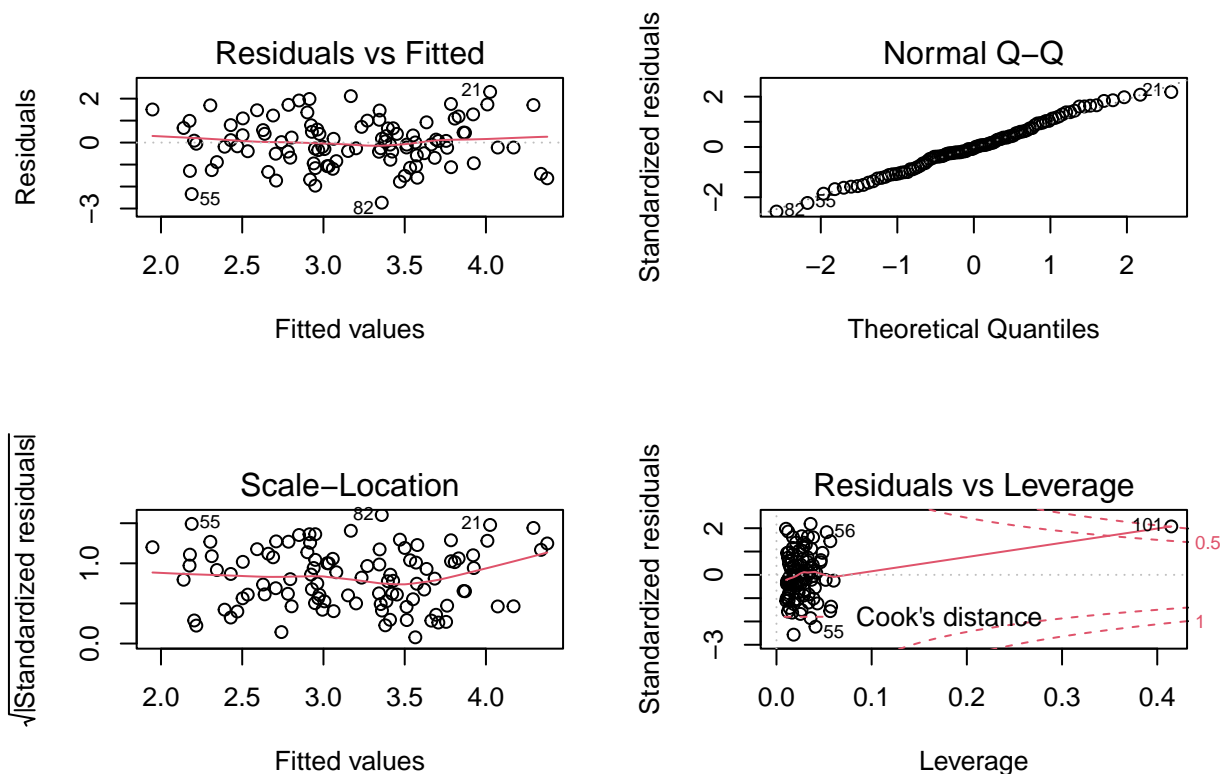 Residuals vs Fitted
Residuals
2
0
−3
21
55
82
2.0 2.5 3.0 3.5 4.0
Fitted values
Normal Q−Q
Standardized residuals
2
0
−2
21
55
82
−2 −1 0 1 2
Theoretical Quantiles
Scale−Location
√|Standardized residuals|
1.0
0.0
55
82
21
2.0 2.5 3.0 3.5 4.0
Fitted values
Residuals vs Leverage
Standardized residuals
2
0
−3
56
101
0.5
Cook's distance
1
55
0.0 0.1 0.2 0.3 0.4
Leverage